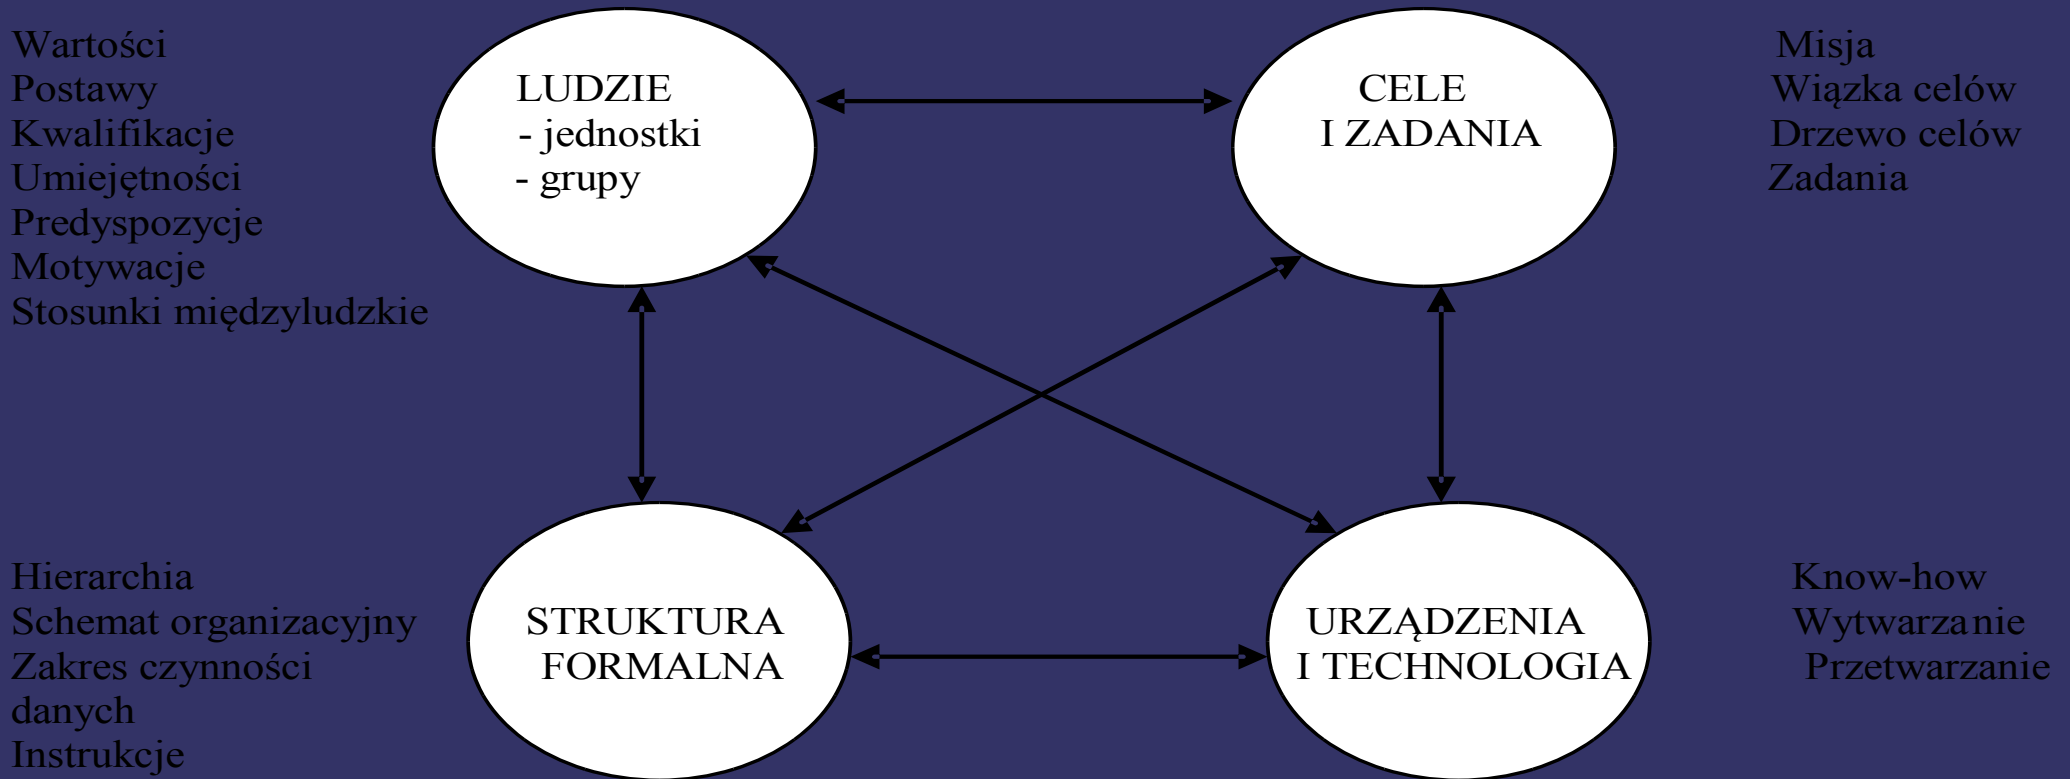 Wartości
Postawy
Kwalifikacje
Umiejętności
Predyspozycje
Motywacje
Stosunki międzyludzkie
LUDZIE
- jednostki
- grupy
CELE
I ZADANIA
Misja
Wiązka celów
Drzewo celów
Zadania
Hierarchia
Schemat organizacyjny
Zakres czynności
danych
Instrukcje
STRUKTURA
FORMALNA
URZĄDZENIA
I TECHNOLOGIA
Know-how
Wytwarzanie
Przetwarzanie